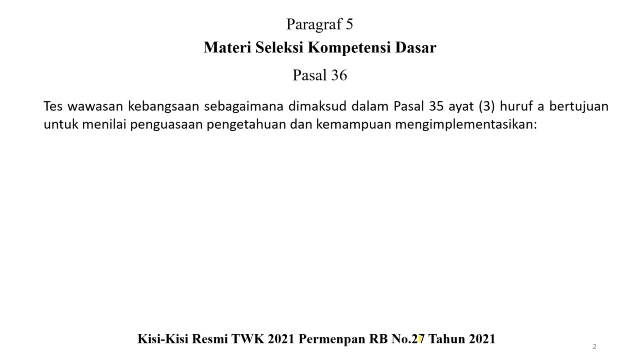 Paragraf 5
Materi Seleksi Kompetensi Dasar
Pasal 36
Tes wawasan kebangsaan sebagaimana dimaksud dalam Pasal 35 ayat (3) huruf a bertujuan
untuk menilai penguasaan pengetahuan dan kemampuan mengimplementasikan:
Kisi-Kisi Resmi TWK 2021 Permenpan RB No.27 Tahun 2021
2